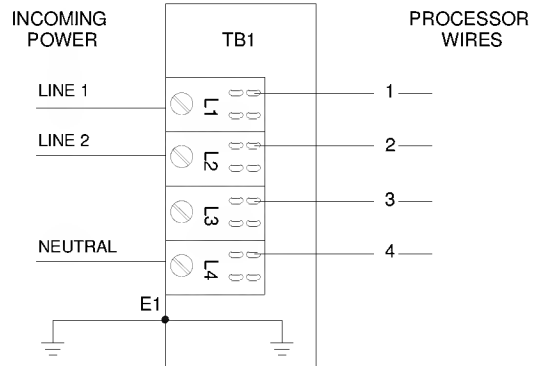 INCOMING
POWER
TB1
PROCESSOR
WIRES
LINE 1
L1
1
LINE 2
L2
2
L3
3
NEUTRAL
L4
4
E1